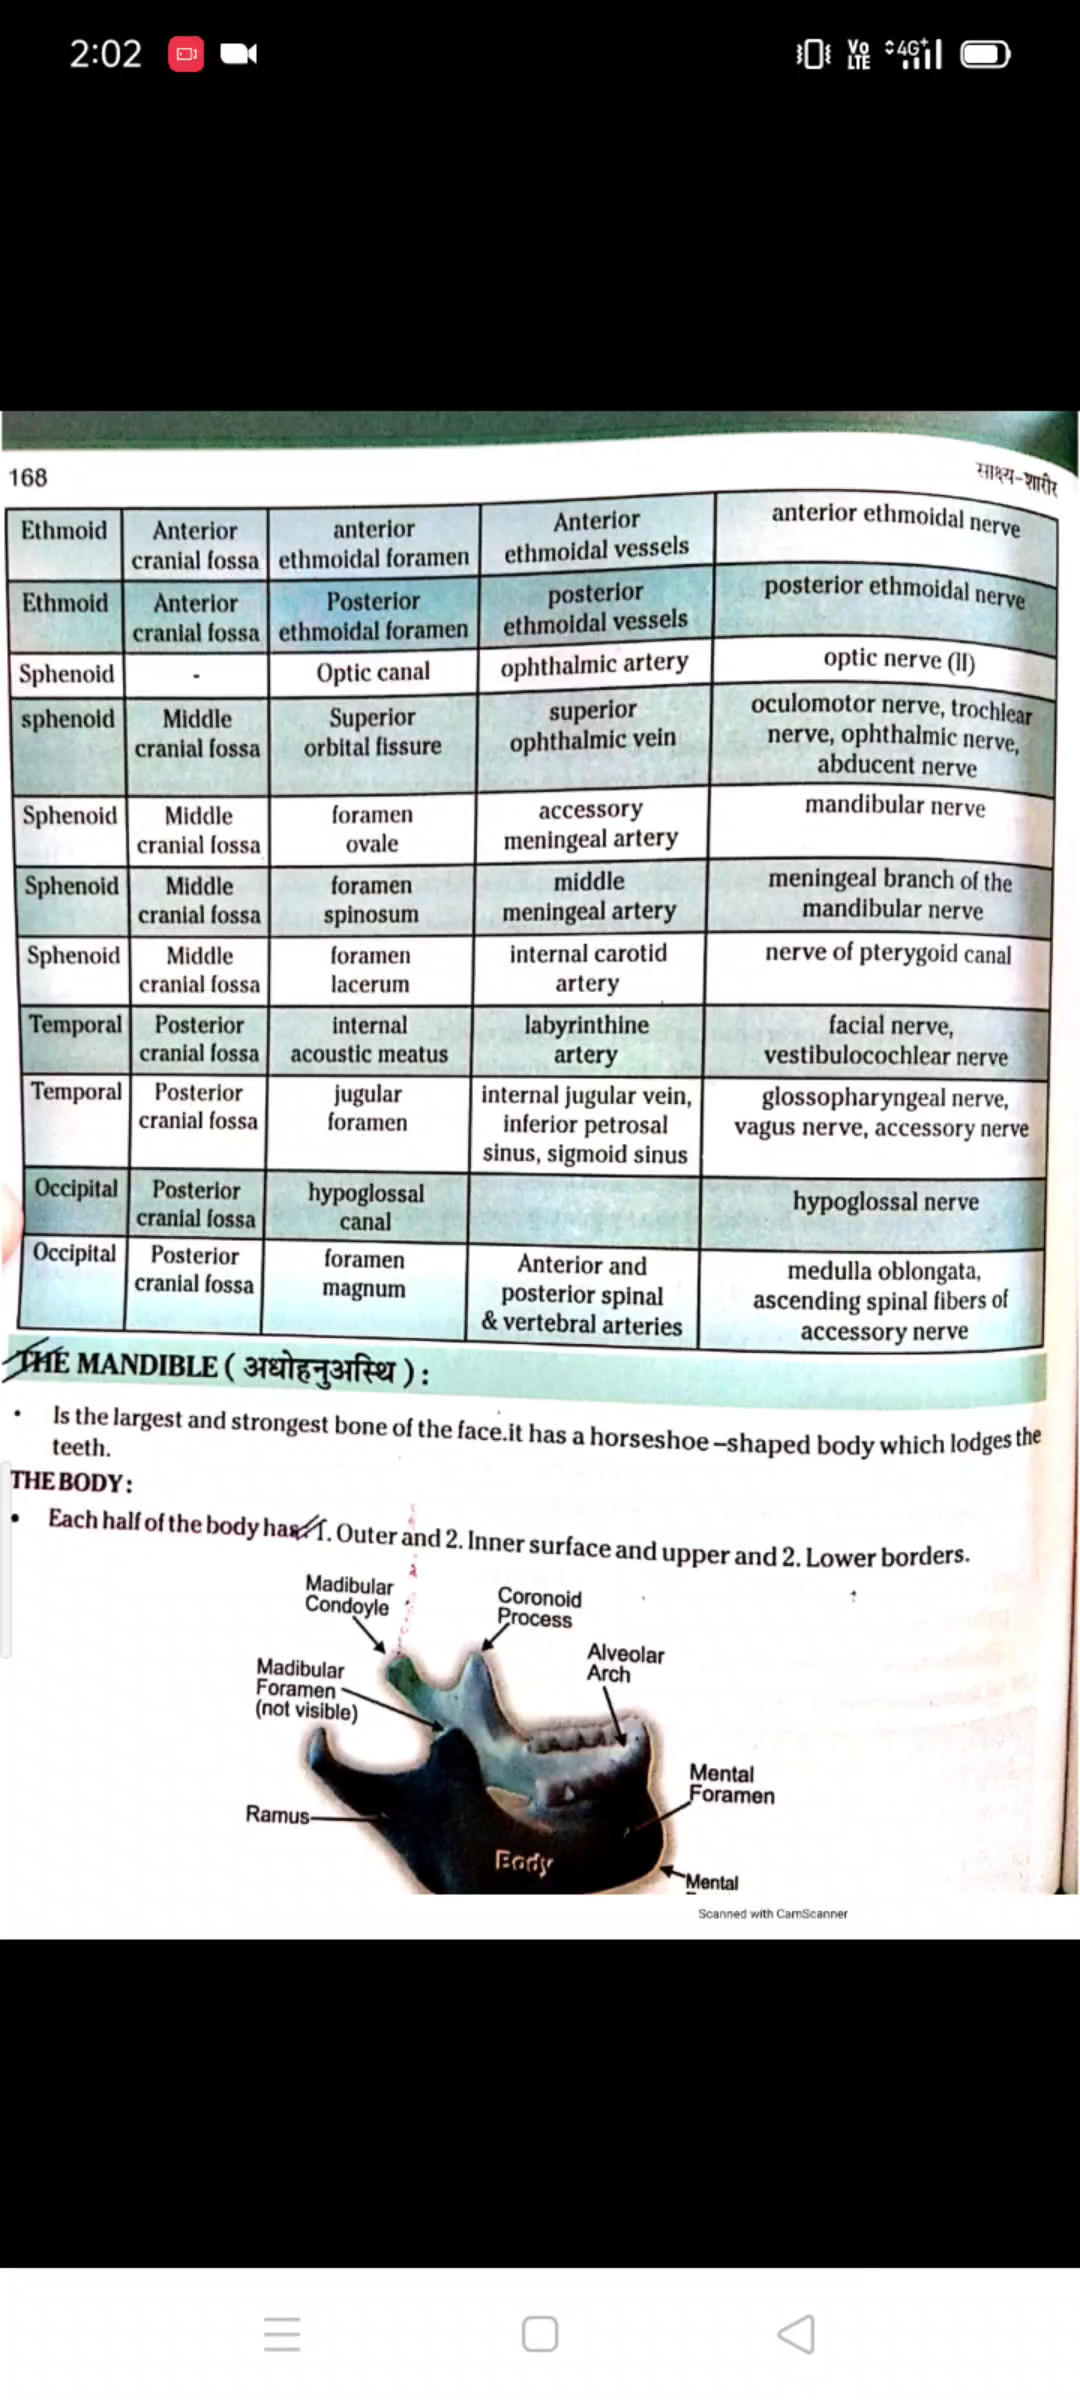 2:02
Vo LTE 4G+
168
साक्ष्य-शारीर
Ethmoid | Anterior cranial fossa | anterior ethmoidal foramen | Anterior ethmoidal vessels | anterior ethmoidal nerve
Ethmoid | Anterior cranial fossa | Posterior ethmoidal foramen | posterior ethmoidal vessels | posterior ethmoidal nerve
Sphenoid | - | Optic canal | ophthalmic artery | optic nerve (II)
sphenoid | Middle cranial fossa | Superior orbital fissure | superior ophthalmic vein | oculomotor nerve, trochlear nerve, ophthalmic nerve, abducent nerve
Sphenoid | Middle cranial fossa | foramen ovale | accessory meningeal artery | mandibular nerve
Sphenoid | Middle cranial fossa | foramen spinosum | middle meningeal artery | meningeal branch of the mandibular nerve
Sphenoid | Middle cranial fossa | foramen lacerum | internal carotid artery | nerve of pterygoid canal
Temporal | Posterior cranial fossa | internal acoustic meatus | labyrinthine artery | facial nerve, vestibulocochlear nerve
Temporal | Posterior cranial fossa | jugular foramen | internal jugular vein, inferior petrosal sinus, sigmoid sinus | glossopharyngeal nerve, vagus nerve, accessory nerve
Occipital | Posterior cranial fossa | hypoglossal canal | | hypoglossal nerve
Occipital | Posterior cranial fossa | foramen magnum | Anterior and posterior spinal & vertebral arteries | medulla oblongata, ascending spinal fibers of accessory nerve
THE MANDIBLE ( अधोहनुअस्थि ) :
• Is the largest and strongest bone of the face.it has a horseshoe –shaped body which lodges the
teeth.
THE BODY:
• Each half of the body has: 1. Outer and 2. Inner surface and upper and 2. Lower borders.
Madibular
Condoyle
Coronoid
Process
Alveolar
Arch
Madibular
Foramen
(not visible)
Mental
Foramen
Ramus
Body
Mental
Scanned with CamScanner